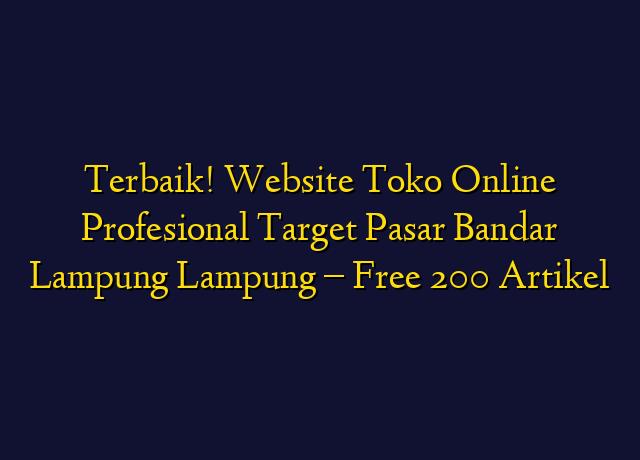 Terbaik! Website Toko Online
Profesional Target Pasar Bandar
Lampung Lampung – Free 200 Artikel